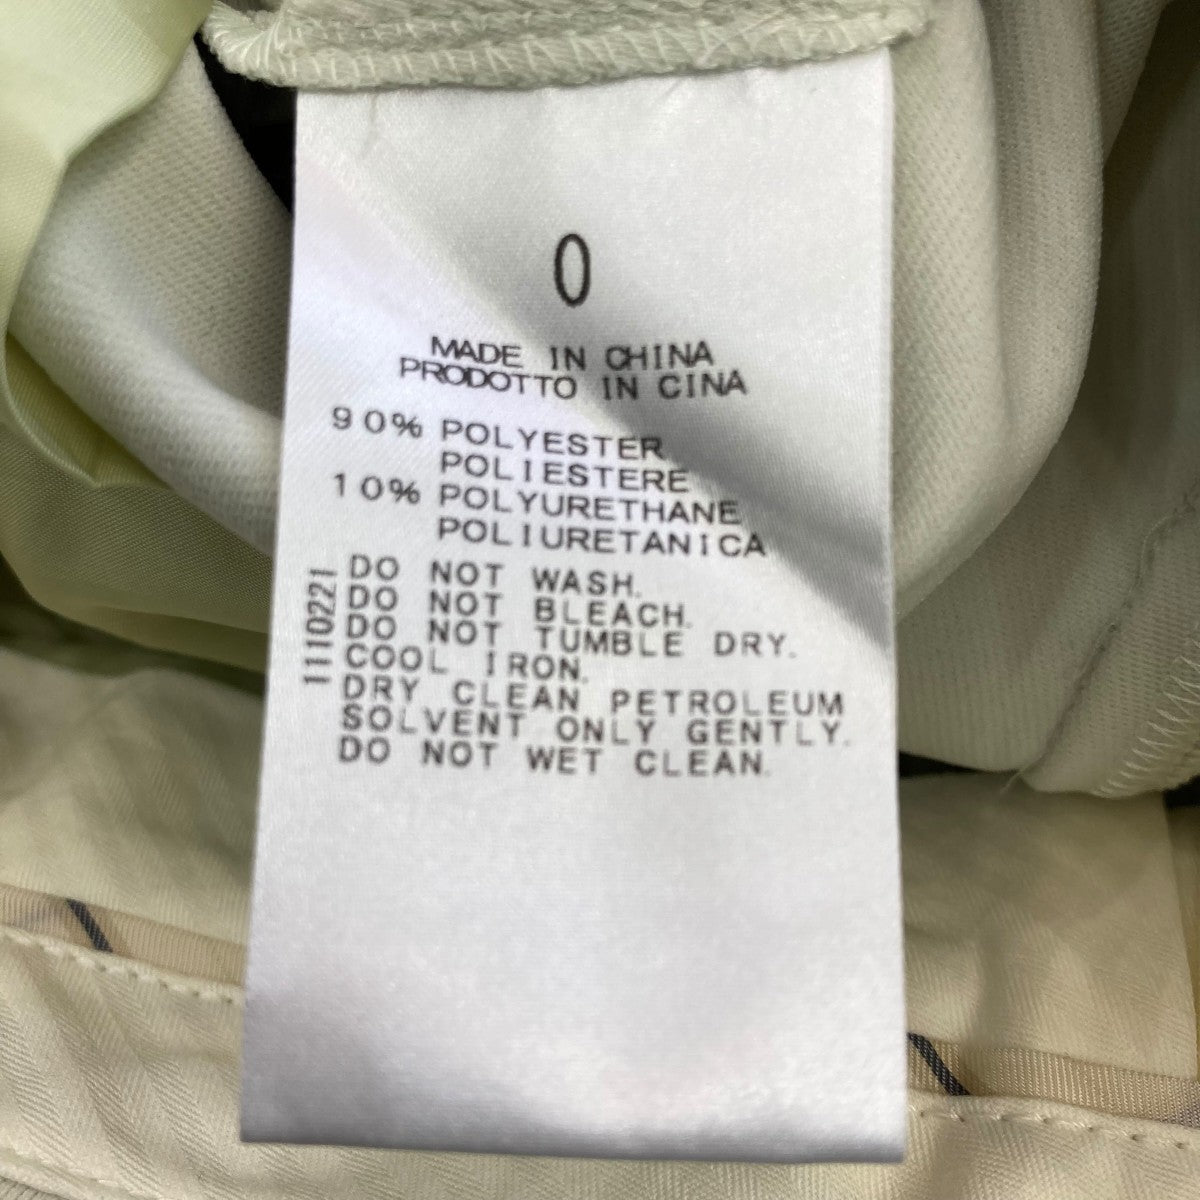 0
MADE IN CHINA
PRODOTTO IN CINA
90% POLYESTER
POLIESTERE
10% POLYURETHANE
POLIURETANICA
DO NOT WASH.
DO NOT BLEACH.
DO NOT TUMBLE DRY.
COOL IRON.
DRY CLEAN PETROLEUM
SOLVENT ONLY GENTLY.
DO NOT WET CLEAN.
1110221